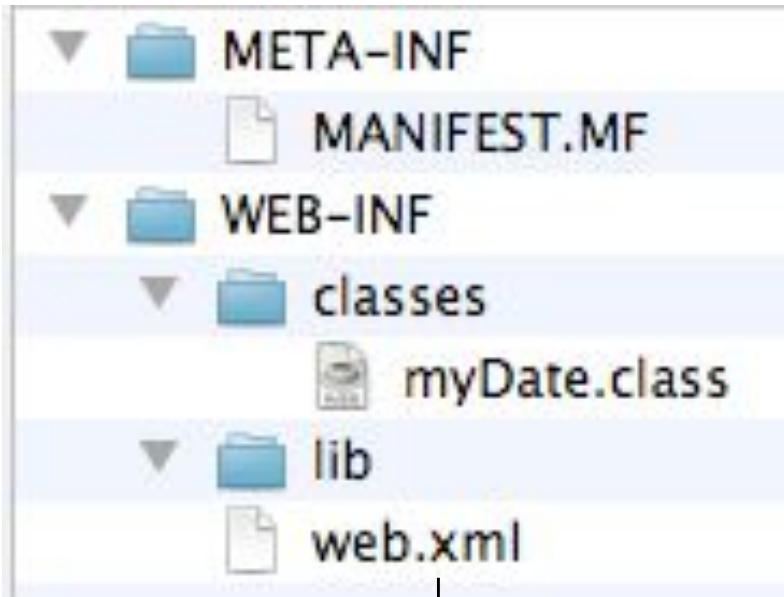 META-INF
MANIFEST.MF
WEB-INF
classes
myDate.class
lib
web.xml